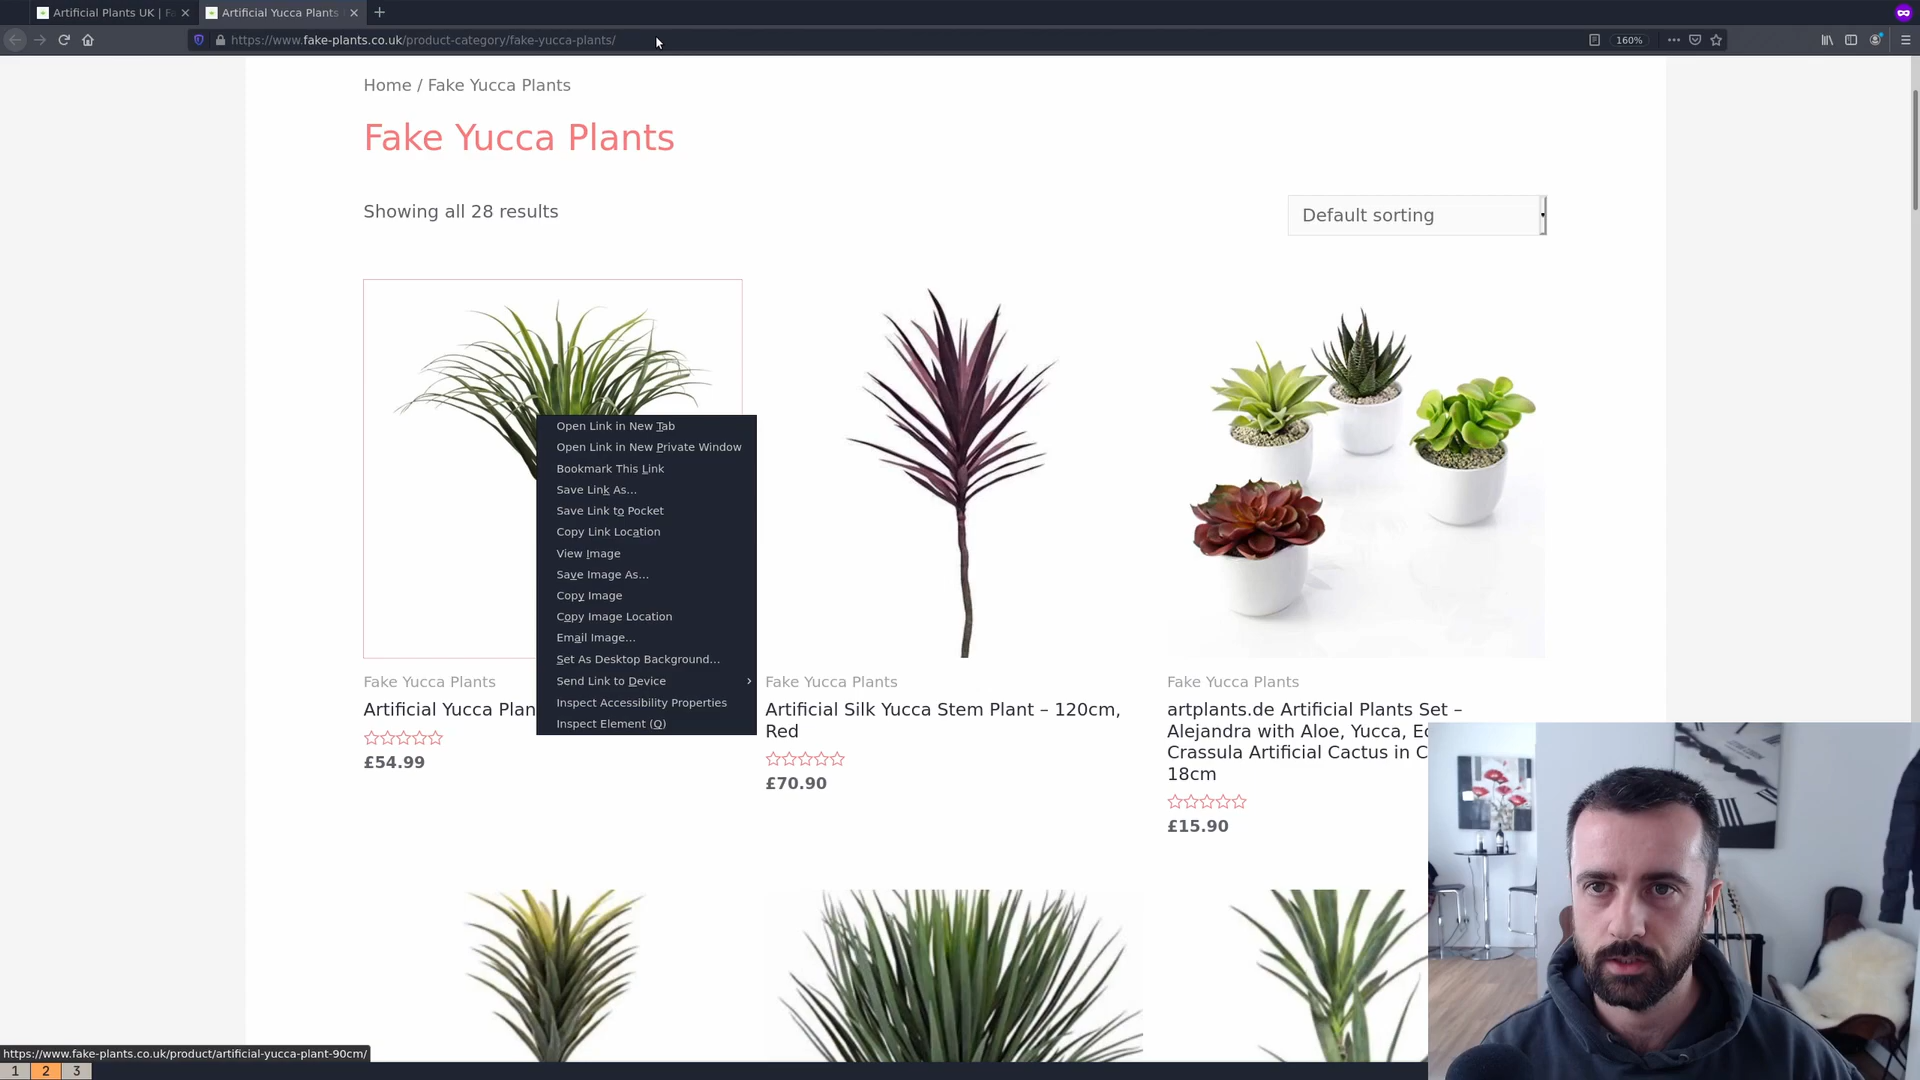 Artificial Plants UK | Fa
Artificial Yucca Plants
https://www.fake-plants.co.uk/product-category/fake-yucca-plants/
160%
Home / Fake Yucca Plants
Fake Yucca Plants
Showing all 28 results
Default sorting
Open Link in New Tab
Open Link in New Private Window
Bookmark This Link
Save Link As...
Save Link to Pocket
Copy Link Location
View Image
Save Image As...
Copy Image
Copy Image Location
Email Image...
Set As Desktop Background...
Send Link to Device
Inspect Accessibility Properties
Inspect Element (Q)
Fake Yucca Plants
Artificial Yucca Plan
£54.99
Fake Yucca Plants
Artificial Silk Yucca Stem Plant – 120cm,
Red
£70.90
Fake Yucca Plants
artplants.de Artificial Plants Set –
Alejandra with Aloe, Yucca, Ec
Crassula Artificial Cactus in C
18cm
£15.90
https://www.fake-plants.co.uk/product/artificial-yucca-plant-90cm/
1 2 3